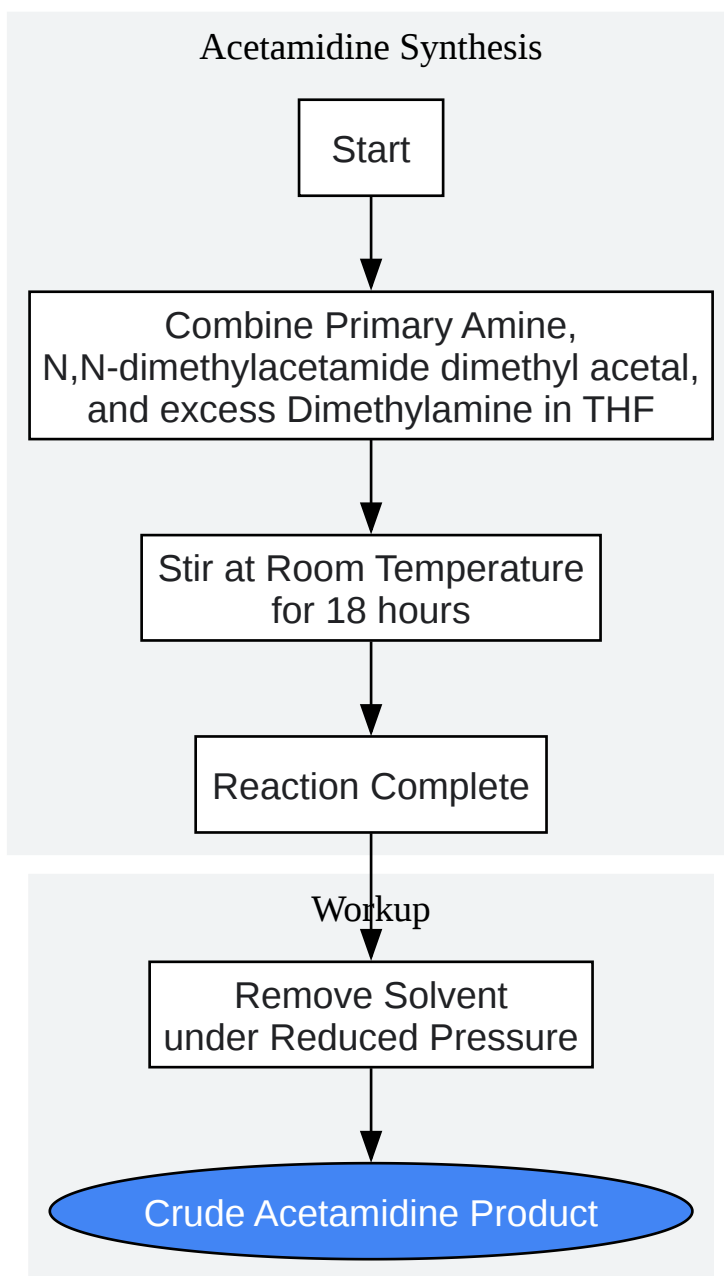 Acetamidine Synthesis
Start
Combine Primary Amine,
N,N-dimethylacetamide dimethyl acetal,
and excess Dimethylamine in THF
Stir at Room Temperature
for 18 hours
Reaction Complete
Workup
Remove Solvent
under Reduced Pressure
Crude Acetamidine Product